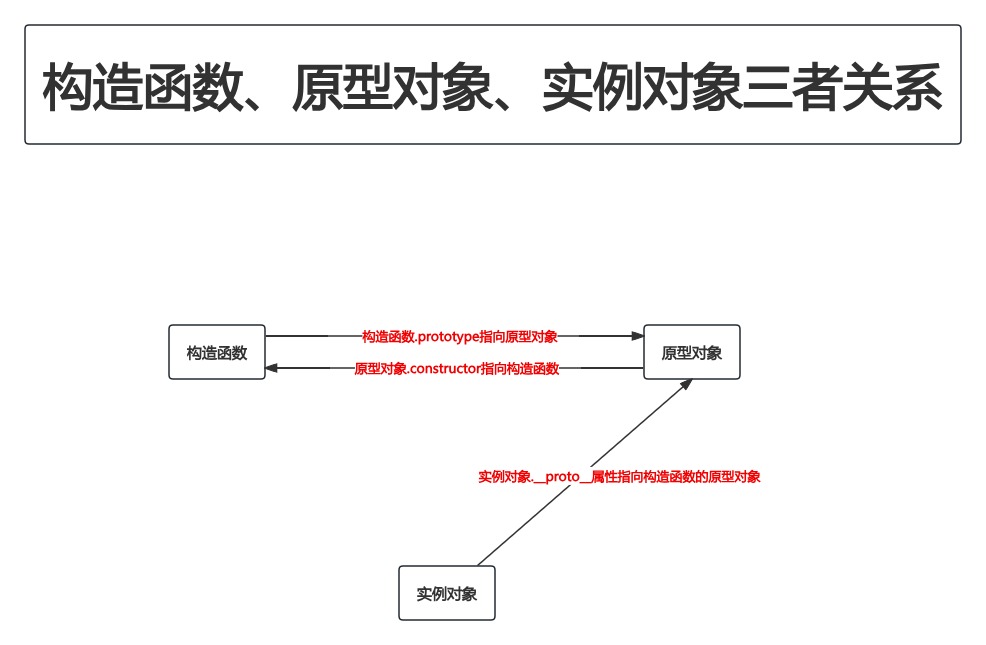 构造函数、原型对象、实例对象三者关系
构造函数.prototype指向原型对象
构造函数
原型对象
原型对象.constructor指向构造函数
实例对象.__proto__属性指向构造函数的原型对象
实例对象